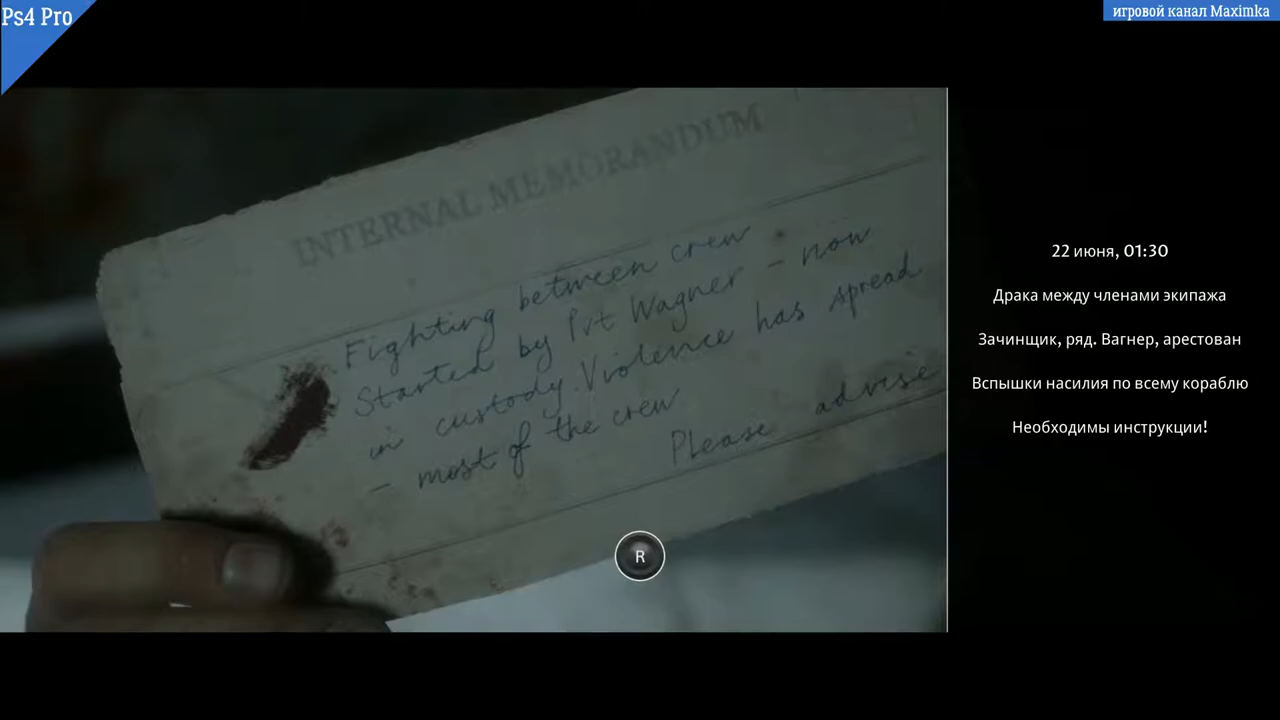 Ps4 Pro
игровой канал Maximka
INTERNAL MEMORANDUM
Fighting between crew
Started by Pvt Wagner - now
in custody. Violence has spread
- most of the crew
Please advise
R
22 июня, 01:30
Драка между членами экипажа
Зачинщик, ряд. Вагнер, арестован
Вспышки насилия по всему кораблю
Необходимы инструкции!